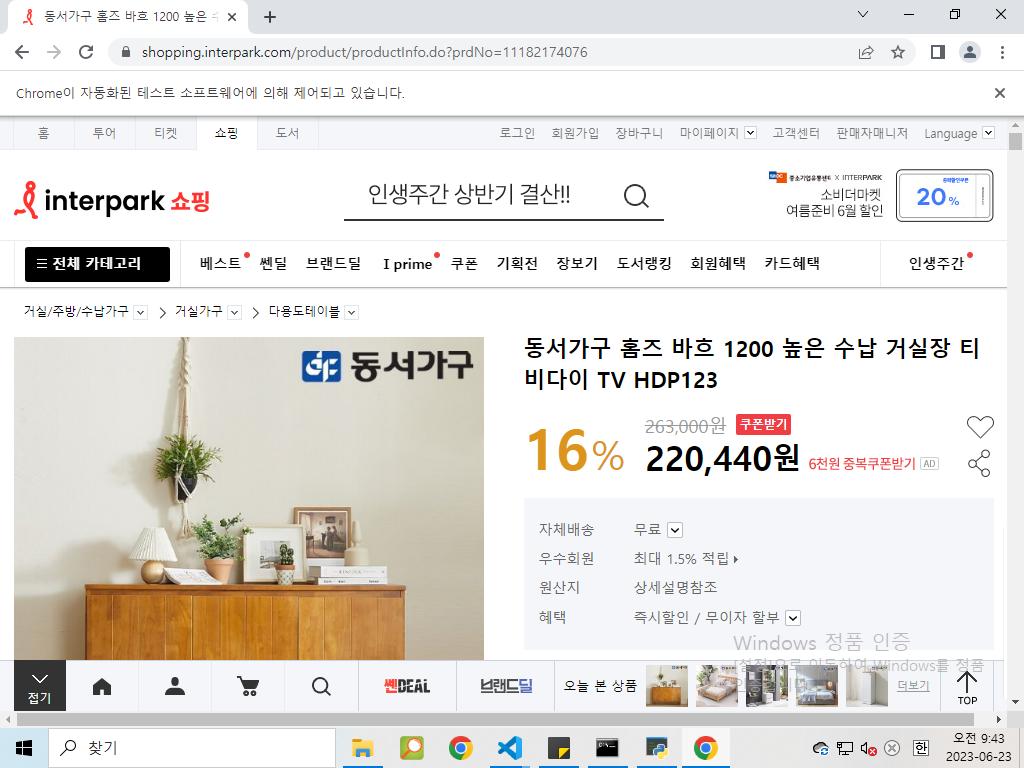 동서가구 홈즈 바흐 1200 높은 수
shopping.interpark.com/product/productInfo.do?prdNo=11182174076
Chrome이 자동화된 테스트 소프트웨어에 의해 제어되고 있습니다.
홈 투어 티켓 쇼핑 도서 로그인 회원가입 장바구니 마이페이지 고객센터 판매자매니저 Language
interpark 쇼핑
인생주간 상반기 결산!!
중소기업유통센터 X INTERPARK
소비더마켓
여름준비 6월 할인
중복할인쿠폰
20%
전체 카테고리 베스트 쎈딜 브랜드딜 I prime 쿠폰 기획전 장보기 도서랭킹 회원혜택 카드혜택 인생주간
거실/주방/수납가구 거실가구 다용도테이블
동서가구
동서가구 홈즈 바흐 1200 높은 수납 거실장 티
비다이 TV HDP123
16%
263,000원 쿠폰받기
220,440원 6천원 중복쿠폰받기 AD
자체배송 무료
우수회원 최대 1.5% 적립
원산지 상세설명참조
혜택 즉시할인 / 무이자 할부
Windows 정품 인증
[설정]으로 이동하여 Windows를 정품
접기 쎈DEAL 브랜드딜 오늘 본 상품 더보기 TOP
찾기
한
오전 9:43
2023-06-23